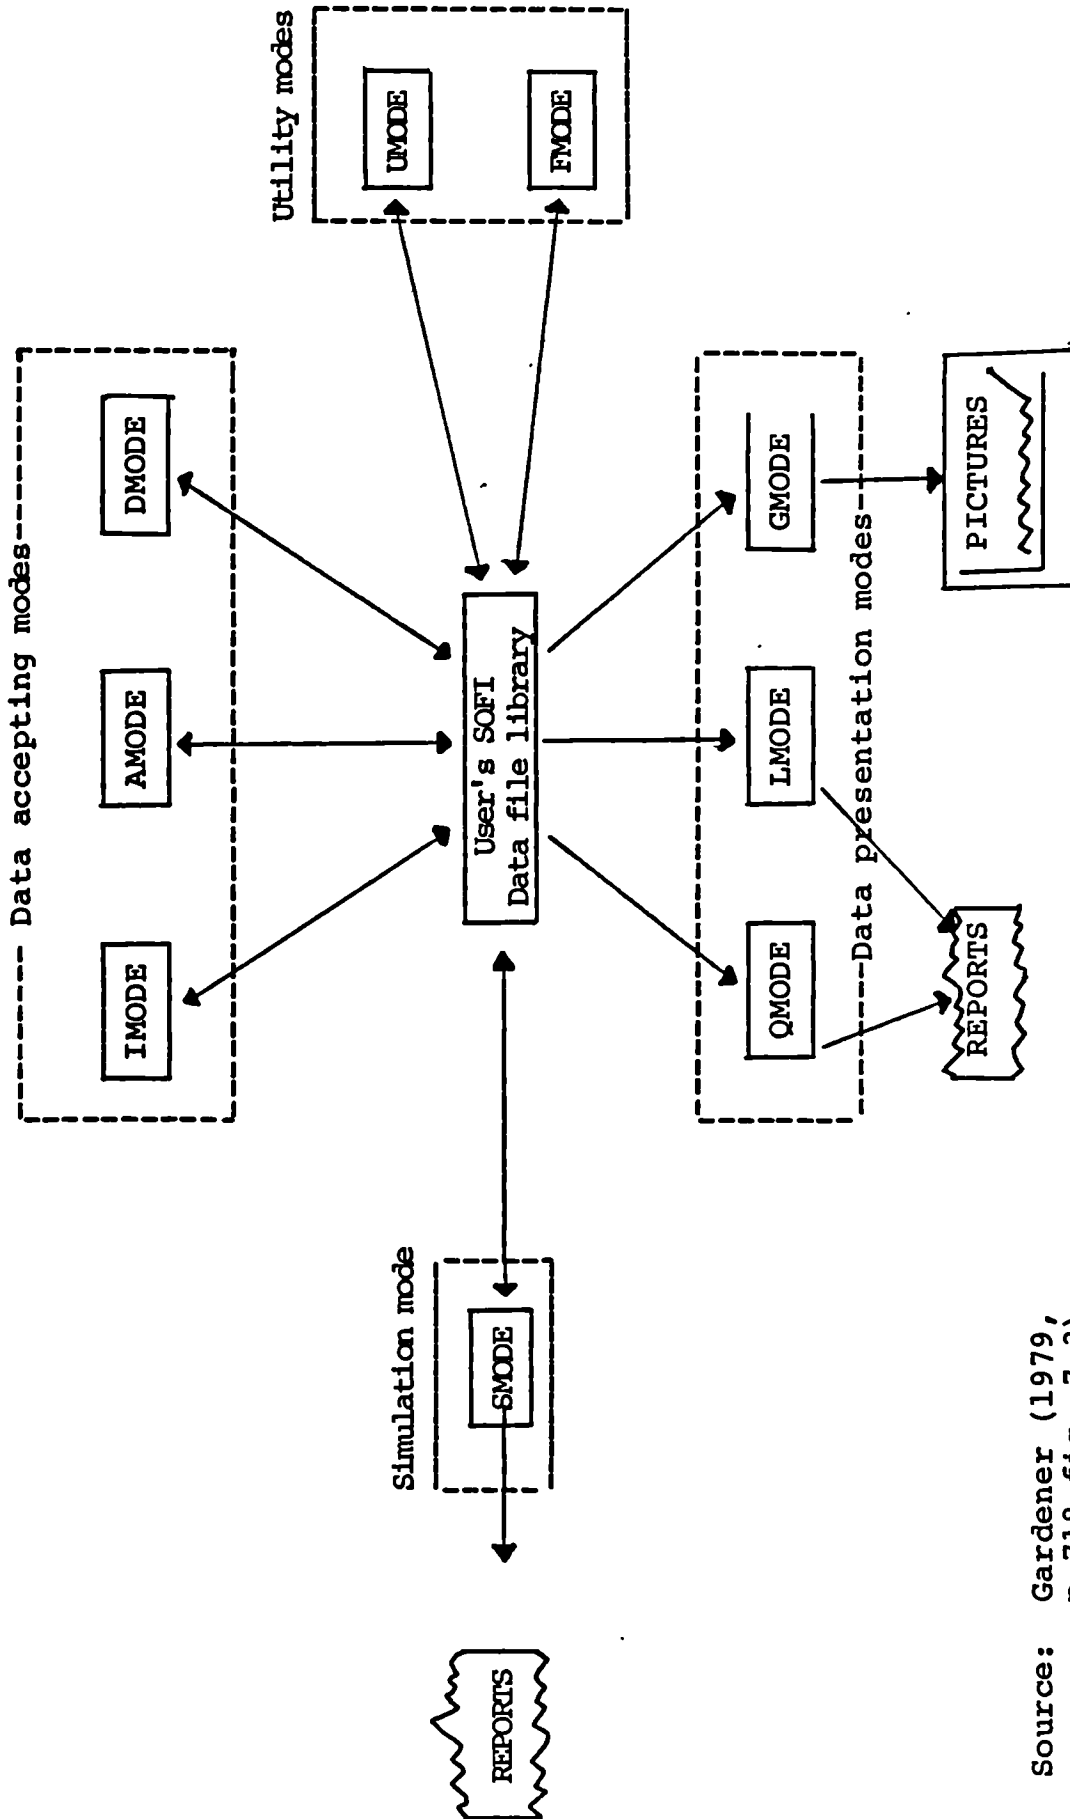 Data accepting modes
IMODE
AMODE
DMODE
Utility modes
UMODE
FMODE
Simulation mode
SMODE
REPORTS
User's SOFI
Data file library
QMODE
LMODE
GMODE
Data presentation modes
REPORTS
PICTURES
Source: Gardener (1979,